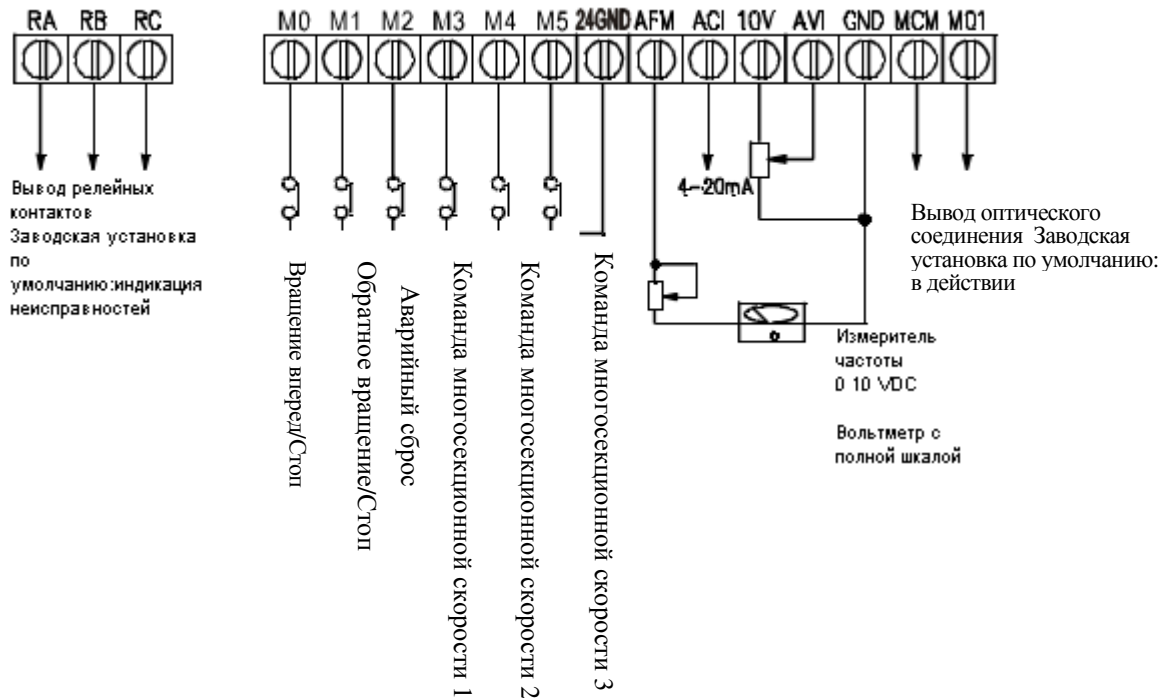 RA RB RC
M0 M1 M2 M3 M4 M5 24GND AFM ACI 10V AVI GND MCM MQ1
Вывод релейных
контактов
Заводская установка
по
умолчанию:индикация
неисправностей
Вращение вперед/Стоп
Обратное вращение/Стоп
Аварийный сброс
Команда многосекционной скорости 1
Команда многосекционной скорости 2
Команда многосекционной скорости 3
4~20mA
Вывод оптического
соединения Заводская
установка по умолчанию:
в действии
Измеритель
частоты
0 10 VDC
Вольтметр с
полной шкалой